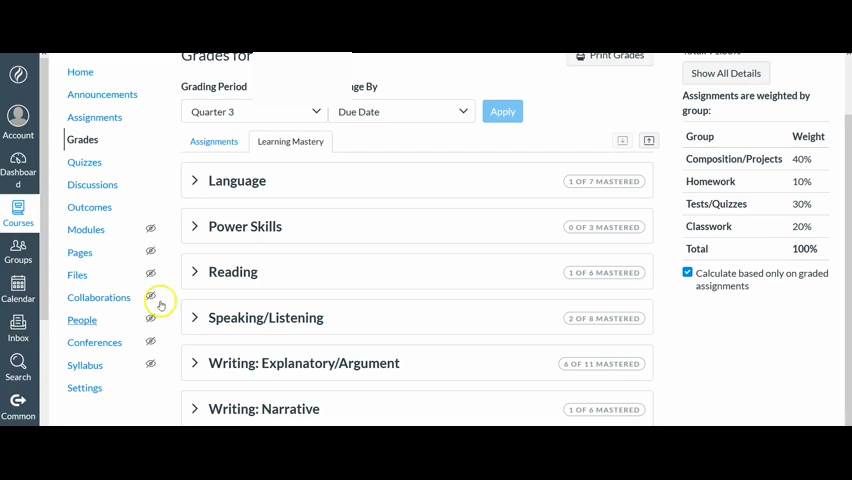 Grades for
Print Grades
Grading Period
ge By
Quarter 3
Due Date
Apply
Assignments
Learning Mastery
Language
1 OF 7 MASTERED
Power Skills
0 OF 3 MASTERED
Reading
1 OF 6 MASTERED
Speaking/Listening
2 OF 8 MASTERED
Writing: Explanatory/Argument
6 OF 11 MASTERED
Writing: Narrative
1 OF 6 MASTERED
Home
Announcements
Assignments
Grades
Quizzes
Discussions
Outcomes
Modules
Pages
Files
Collaborations
People
Conferences
Syllabus
Settings
Account
Dashboar
d
Courses
Groups
Calendar
Inbox
Search
Common
Show All Details
Assignments are weighted by
group:
Group Weight
Composition/Projects 40%
Homework 10%
Tests/Quizzes 30%
Classwork 20%
Total 100%
Calculate based only on graded
assignments